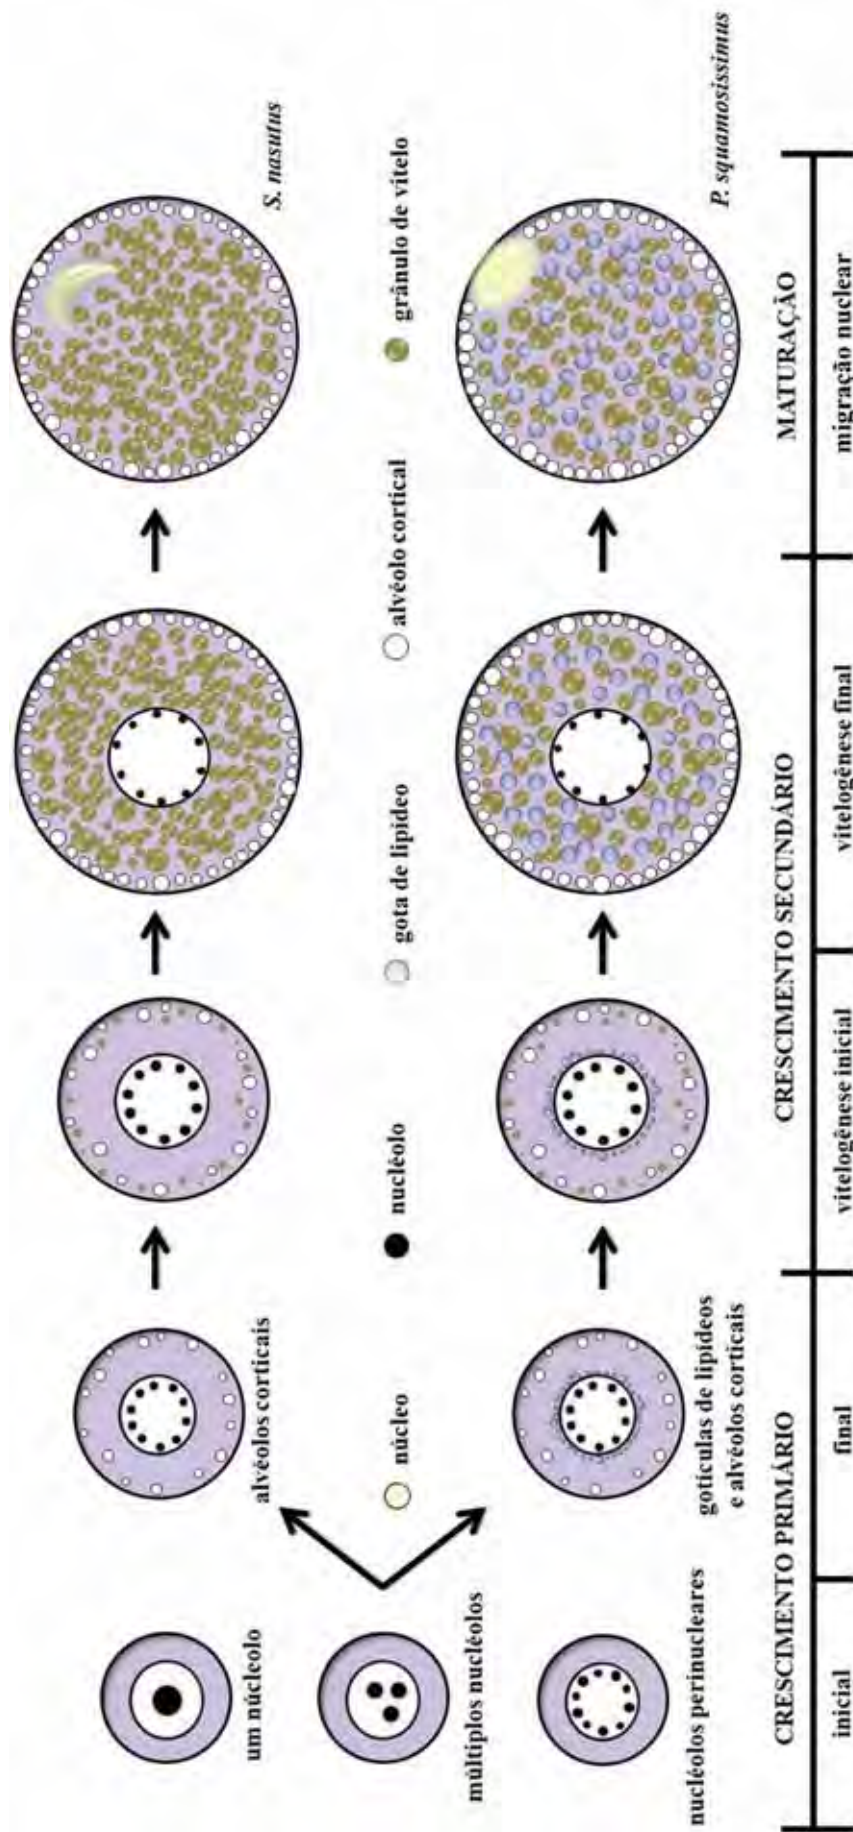 um núcleolo
múltiplos nucléolos
nucléolos perinucleares
alvéolos corticais
gotículas de lipídeos
e alvéolos corticais
S. nasutus
núcleo
nucléolo
gota de lipídeo
alvéolo cortical
grânulo de vitelo
P. squamosissimus
CRESCIMENTO PRIMÁRIO
CRESCIMENTO SECUNDÁRIO
MATURAÇÃO
inicial
final
vitelogênese inicial
vitelogênese final
migração nuclear